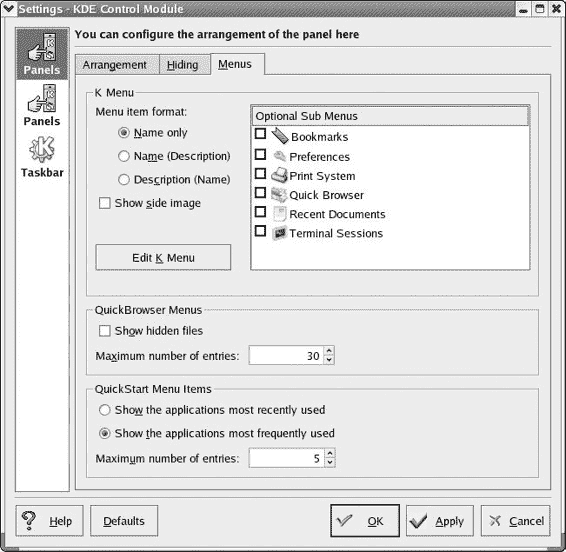 Settings - KDE Control Module
Panels
Panels
Taskbar
You can configure the arrangement of the panel here
Arrangement
Hiding
Menus
K Menu
Menu item format:
Name only
Name (Description)
Description (Name)
Show side image
Edit K Menu
Optional Sub Menus
Bookmarks
Preferences
Print System
Quick Browser
Recent Documents
Terminal Sessions
QuickBrowser Menus
Show hidden files
Maximum number of entries: 30
QuickStart Menu Items
Show the applications most recently used
Show the applications most frequently used
Maximum number of entries: 5
Help
Defaults
OK
Apply
Cancel